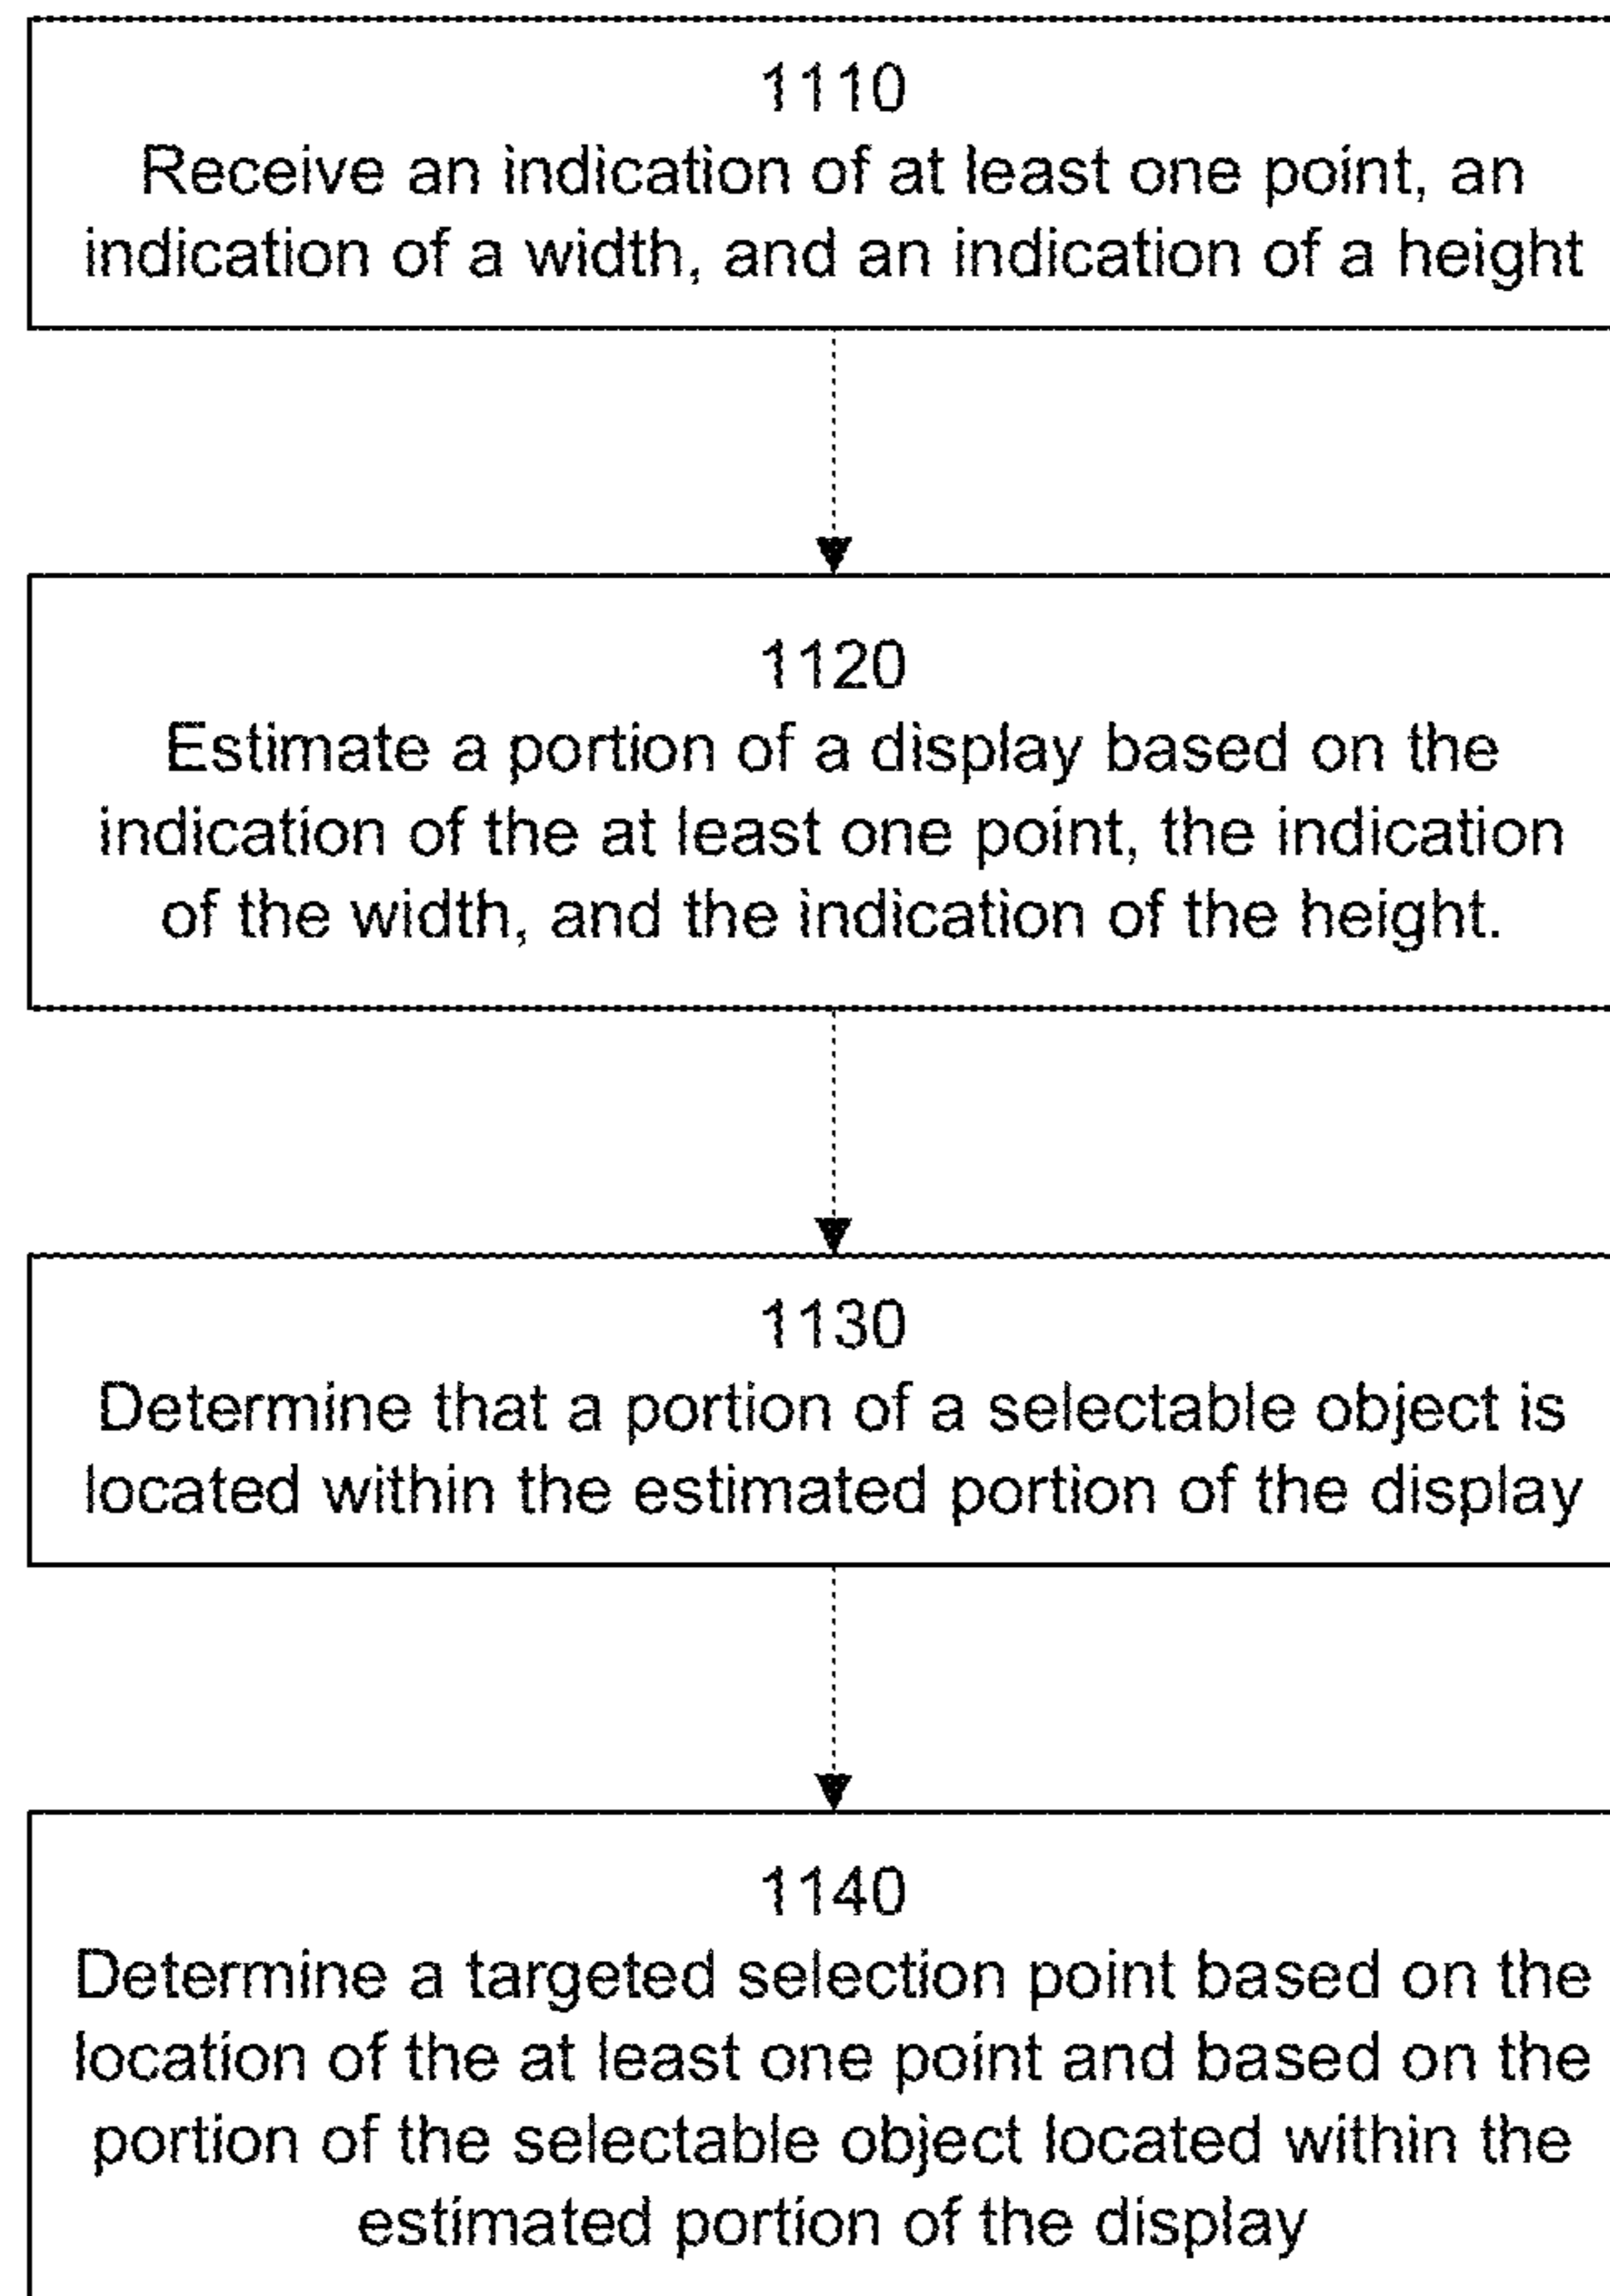 1110
Receive an indication of at least one point, an
indication of a width, and an indication of a height
1120
Estimate a portion of a display based on the
indication of the at least one point, the indication
of the width, and the indication of the height.
1130
Determine that a portion of a selectable object is
located within the estimated portion of the display
1140
Determine a targeted selection point based on the
location of the at least one point and based on the
portion of the selectable object located within the
estimated portion of the display